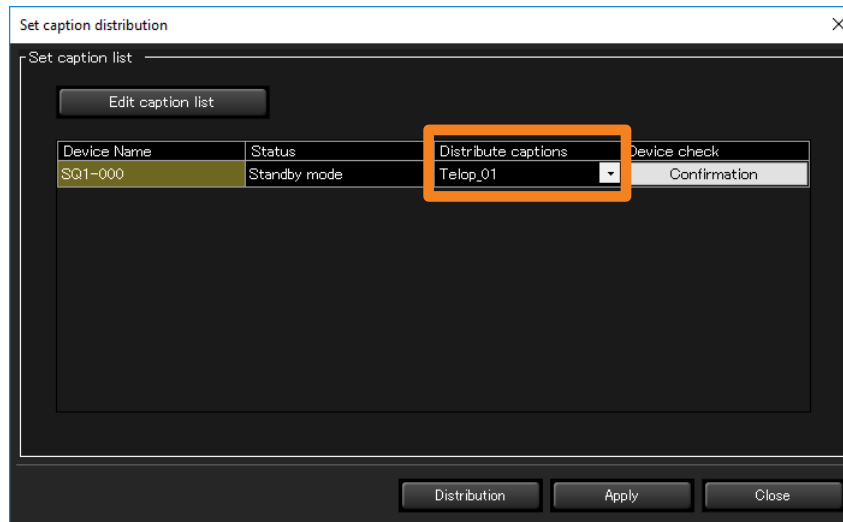 Set caption distribution
Set caption list
Edit caption list
Device Name Status Distribute captions Device check
SQ1-000 Standby mode Telop_01 Confirmation
Distribution Apply Close